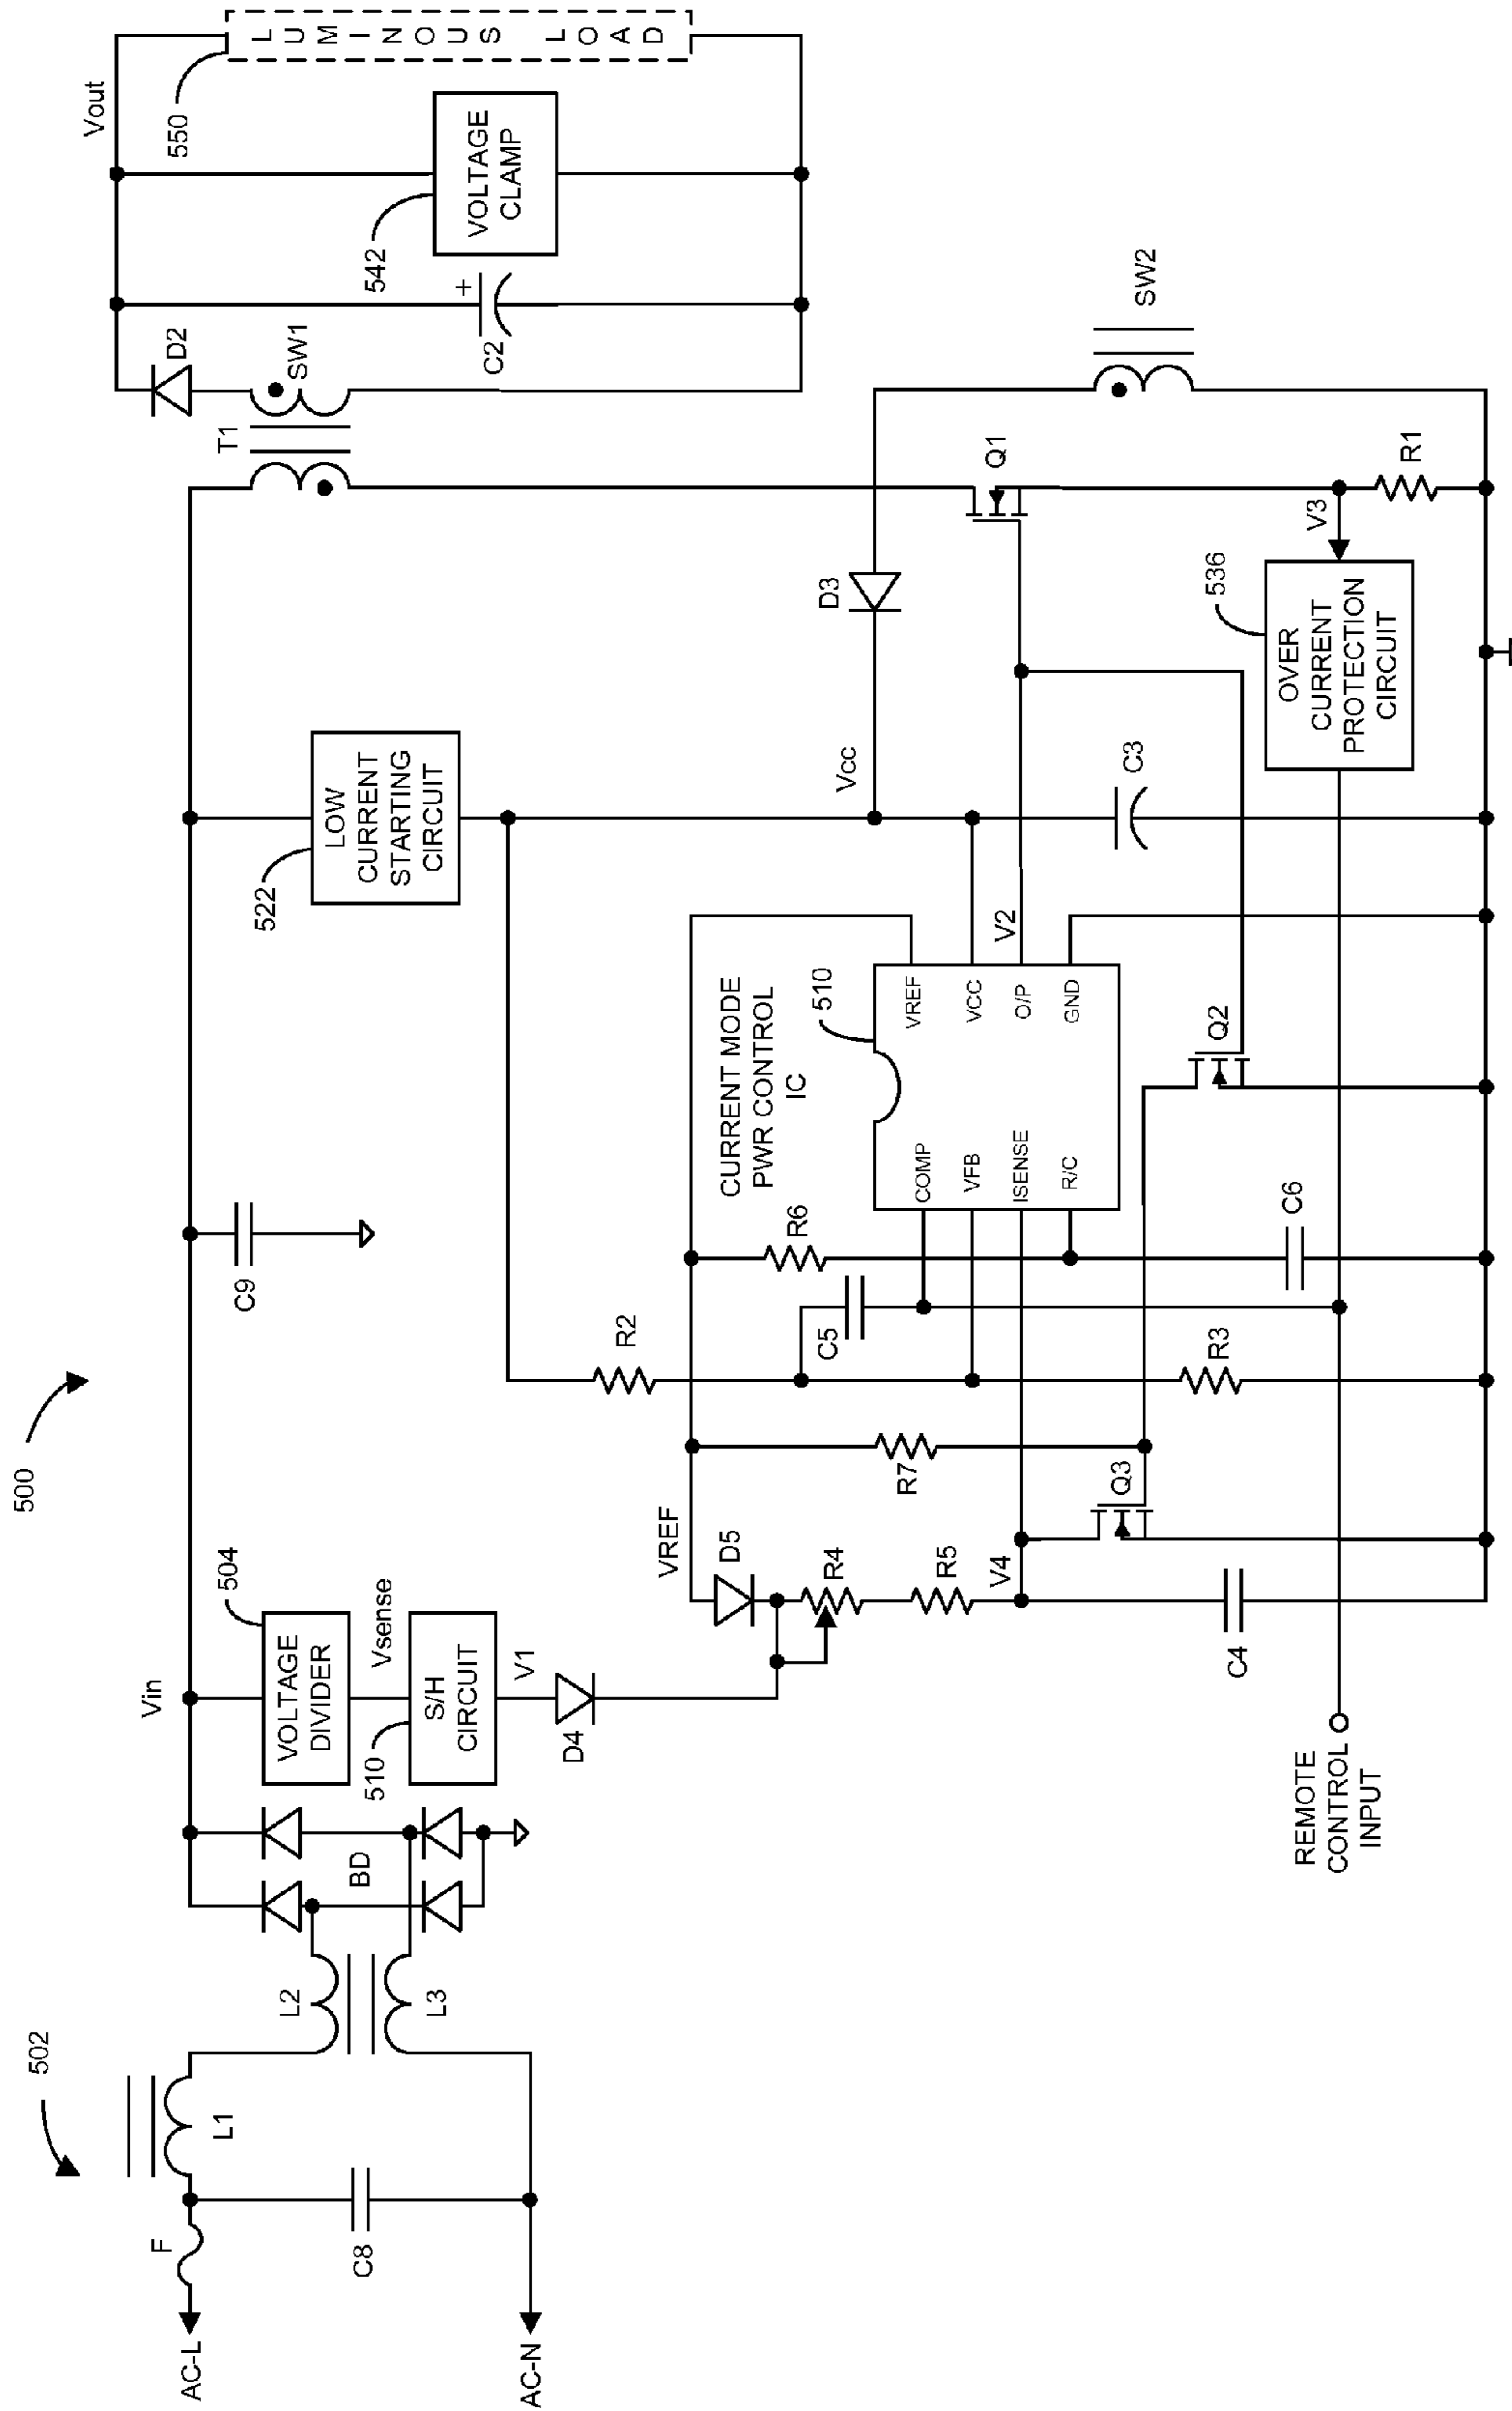 500
502
AC-L
F
L1
C8
AC-N
L2
L3
BD
Vin
504
VOLTAGE
DIVIDER
Vsense
510
S/H
CIRCUIT
V1
D4
VREF
D5
R4
R5
V4
C4
REMOTE
CONTROL
INPUT
Q3
R7
R2
C5
R3
R6
C6
C9
CURRENT MODE
PWR CONTROL
IC
510
COMP
VFB
ISENSE
R/C
VREF
VCC
O/P
GND
V2
Q2
522
LOW
CURRENT
STARTING
CIRCUIT
Vcc
C3
D3
536
OVER
CURRENT
PROTECTION
CIRCUIT
V3
R1
Q1
SW2
T1
SW1
D2
C2
+
542
VOLTAGE
CLAMP
Vout
550
LUMINOUS LOAD